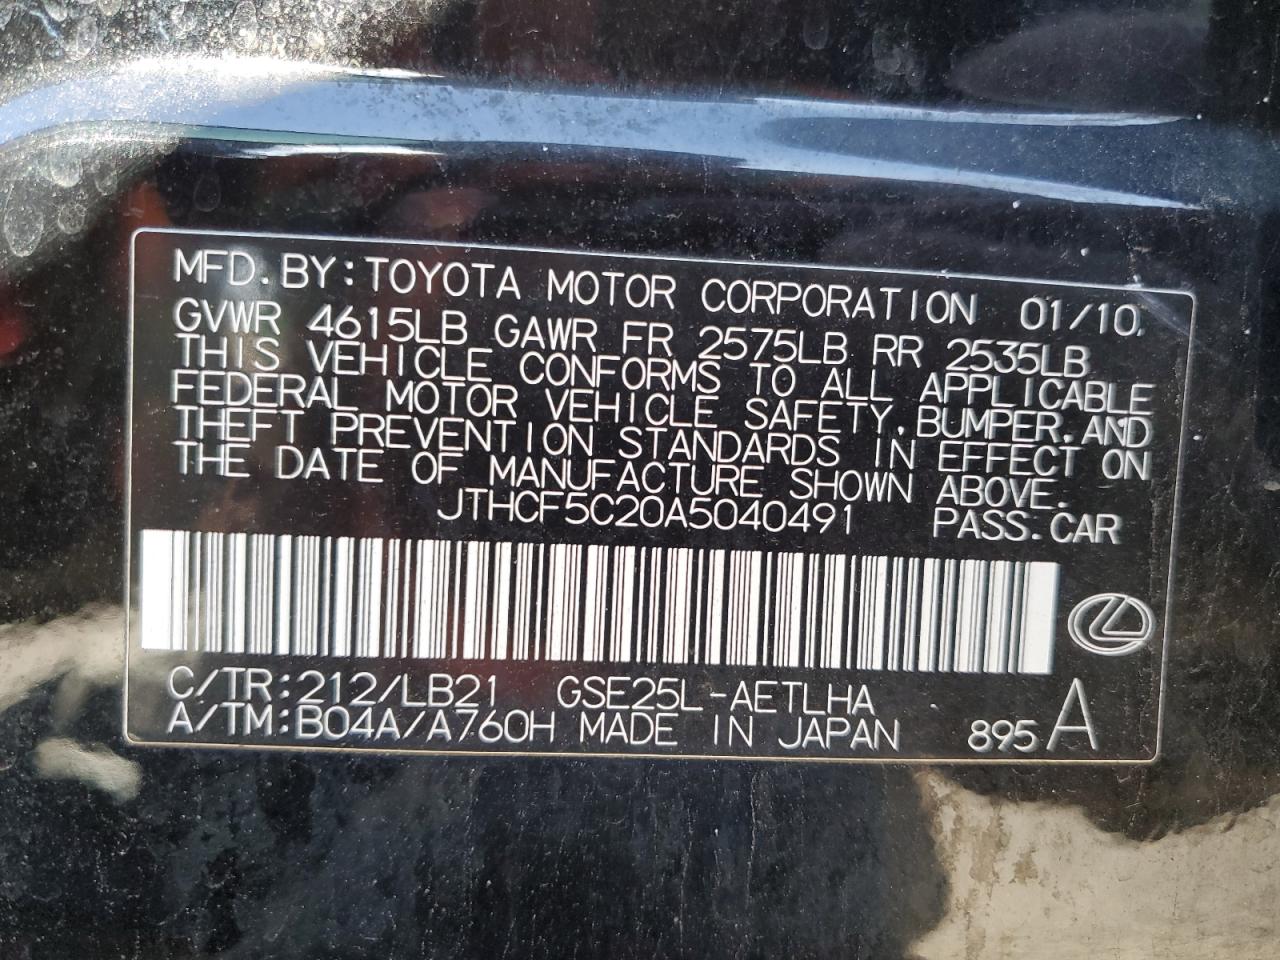 MFD. BY: TOYOTA MOTOR CORPORATION 01/10
GVWR 4615LB GAWR FR 2575LB RR 2535LB
THIS VEHICLE CONFORMS TO ALL APPLICABLE
FEDERAL MOTOR VEHICLE SAFETY, BUMPER, AND
THEFT PREVENTION STANDARDS IN EFFECT ON
THE DATE OF MANUFACTURE SHOWN ABOVE.
JTHCF5C20A5040491 PASS. CAR
C/TR: 212/LB21 GSE25L-AETLHA
A/TM: B04A/A760H MADE IN JAPAN 895 A